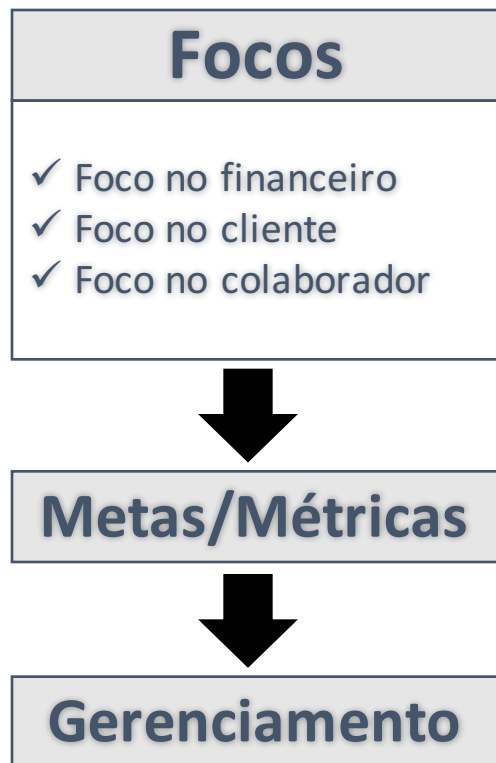 Focos
✓ Foco no financeiro
✓ Foco no cliente
✓ Foco no colaborador
Metas/Métricas
Gerenciamento